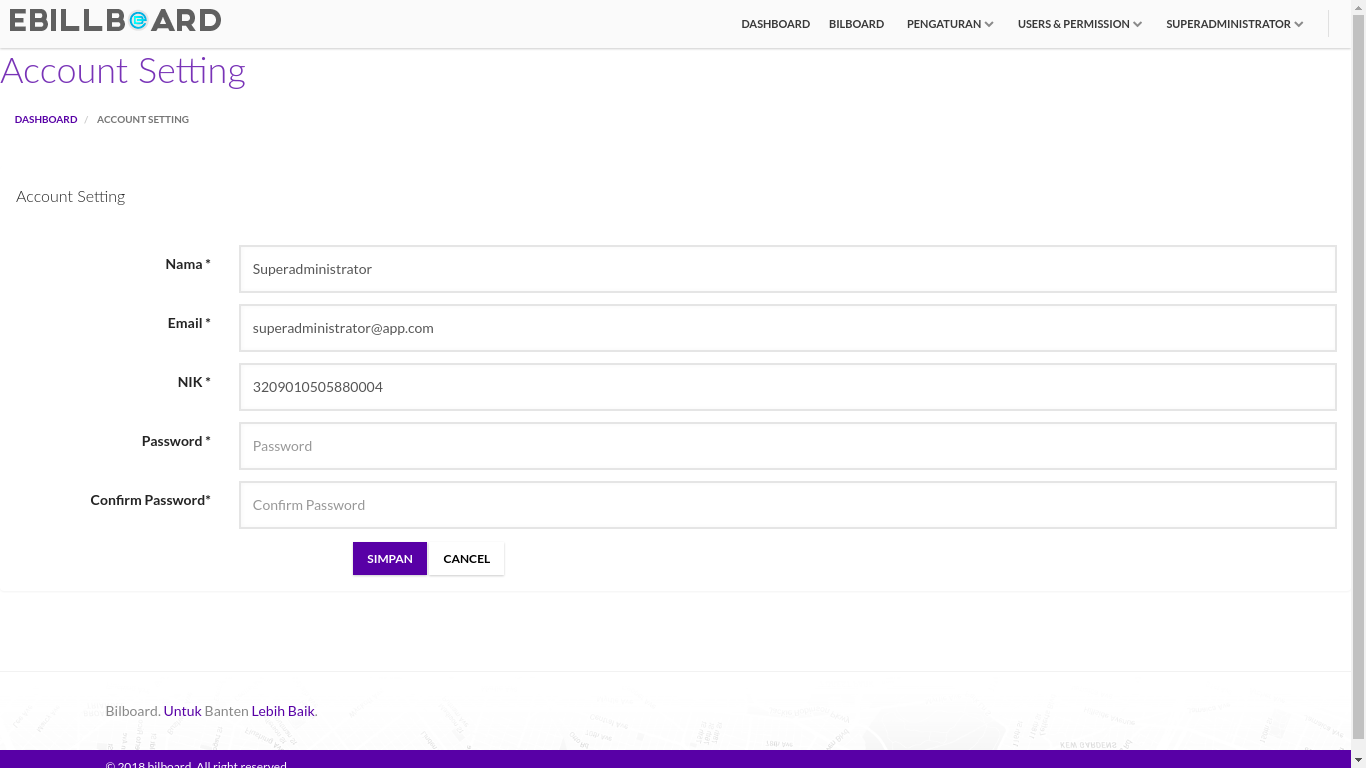 EBILLBOARD
DASHBOARD BILBOARD PENGATURAN USERS & PERMISSION SUPERADMINISTRATOR
Account Setting
DASHBOARD / ACCOUNT SETTING
Account Setting
Nama * Superadministrator
Email * superadministrator@app.com
NIK * 3209010505880004
Password * Password
Confirm Password* Confirm Password
SIMPAN CANCEL
Bilboard. Untuk Banten Lebih Baik.
© 2018 bilboard. All right reserved